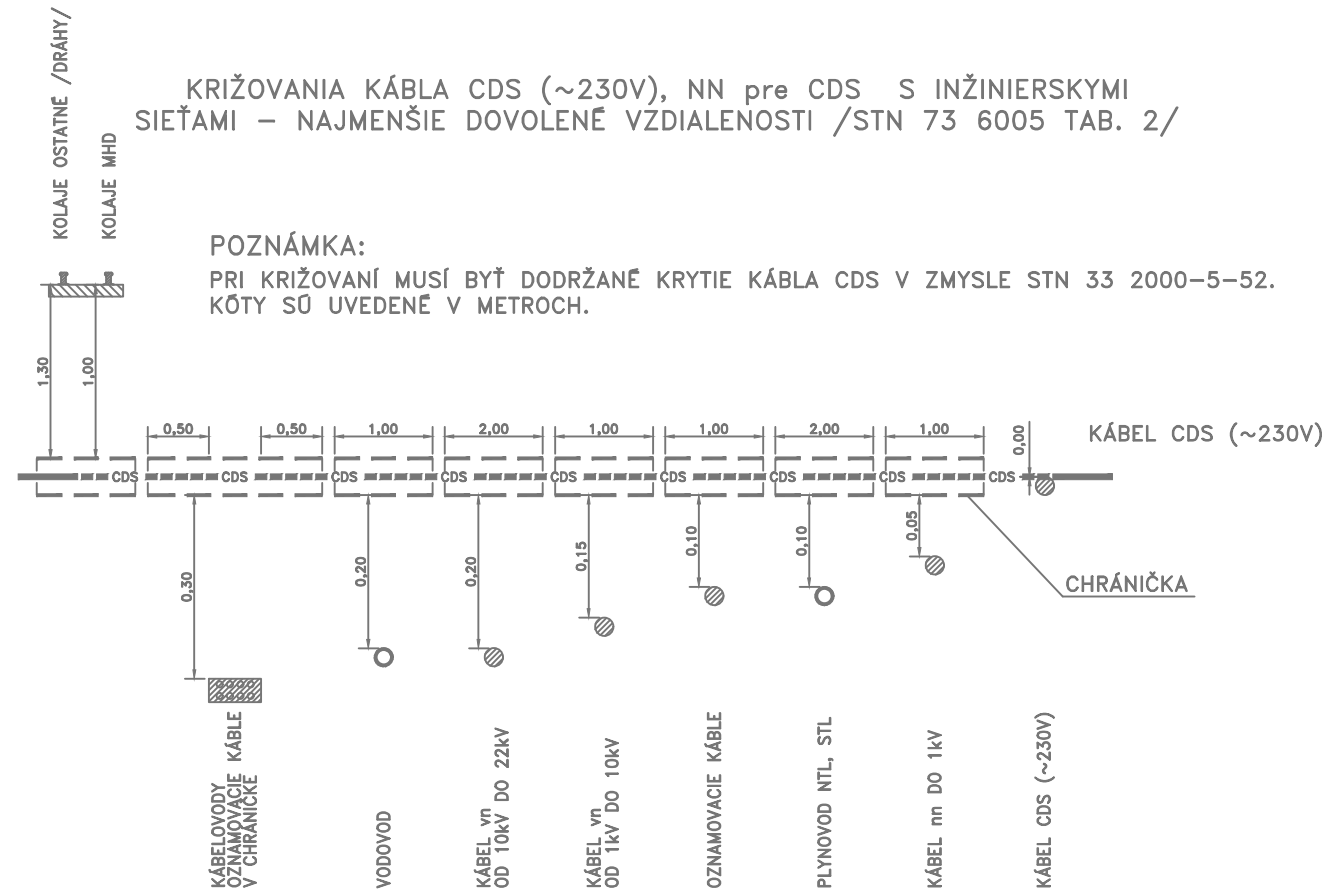 KOLAJE OSTATNÉ /DRÁHY/
KOLAJE MHD
KRIŽOVANIA KÁBLA CDS (~230V), NN pre CDS S INŽINIERSKYMI
SIEŤAMI – NAJMENŠIE DOVOLENÉ VZDIALENOSTI /STN 73 6005 TAB. 2/
POZNÁMKA:
PRI KRIŽOVANÍ MUSÍ BYŤ DODRŽANÉ KRYTIE KÁBLA CDS V ZMYSLE STN 33 2000–5–52.
KÓTY SÚ UVEDENÉ V METROCH.
1,30
1,00
0,50
0,50
1,00
2,00
1,00
1,00
2,00
1,00
0,00
KÁBEL CDS (~230V)
CDS
CDS
CDS
CDS
CDS
CDS
CDS
CDS
CDS
0,30
0,20
0,20
0,15
0,10
0,10
0,05
CHRÁNIČKA
KÁBELOVODY
OZNAMOVACIE KÁBLE
V CHRÁNIČKE
VODOVOD
KÁBEL vn
OD 10kV DO 22kV
KÁBEL vn
OD 1kV DO 10kV
OZNAMOVACIE KÁBLE
PLYNOVOD NTL, STL
KÁBEL nn DO 1kV
KÁBEL CDS (~230V)